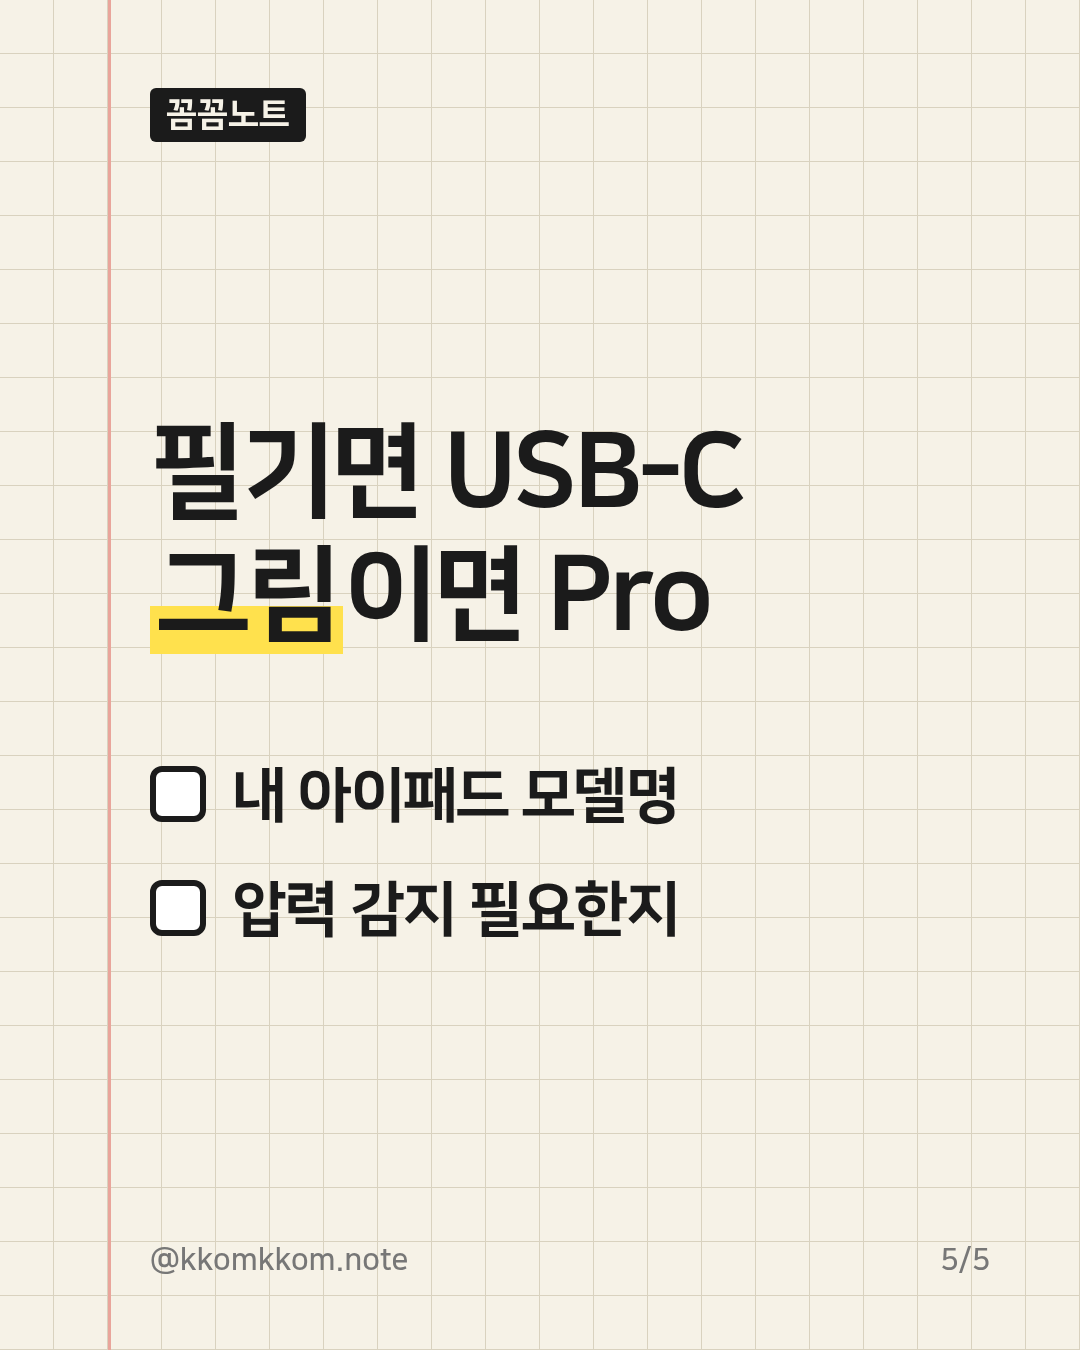 꼼꼼노트
필기면 USB-C
그림이면 Pro
내 아이패드 모델명
압력 감지 필요한지
@kkomkkom.note
5/5